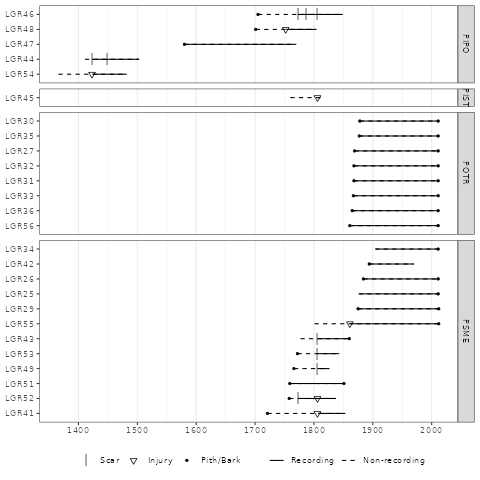 LGR46
LGR48
LGR47
LGR44
LGR54
PIPO
LGR45
PIST
LGR30
LGR35
LGR27
LGR32
LGR31
LGR33
LGR36
LGR56
POTR
LGR34
LGR42
LGR26
LGR25
LGR29
LGR55
LGR43
LGR53
LGR49
LGR51
LGR52
LGR41
PSME
1400 1500 1600 1700 1800 1900 2000
Scar Injury Pith/Bark Recording Non-recording